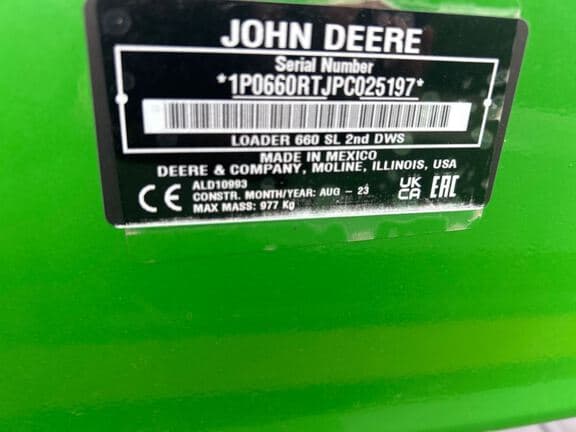 JOHN DEERE
Serial Number
*1P0660RTJPC025197*
LOADER 660 SL 2nd DWS
MADE IN MEXICO
DEERE & COMPANY, MOLINE, ILLINOIS, USA
CE ALD10993 UK CA EAC
CONSTR. MONTH/YEAR: AUG - 23
MAX MASS: 977 Kg